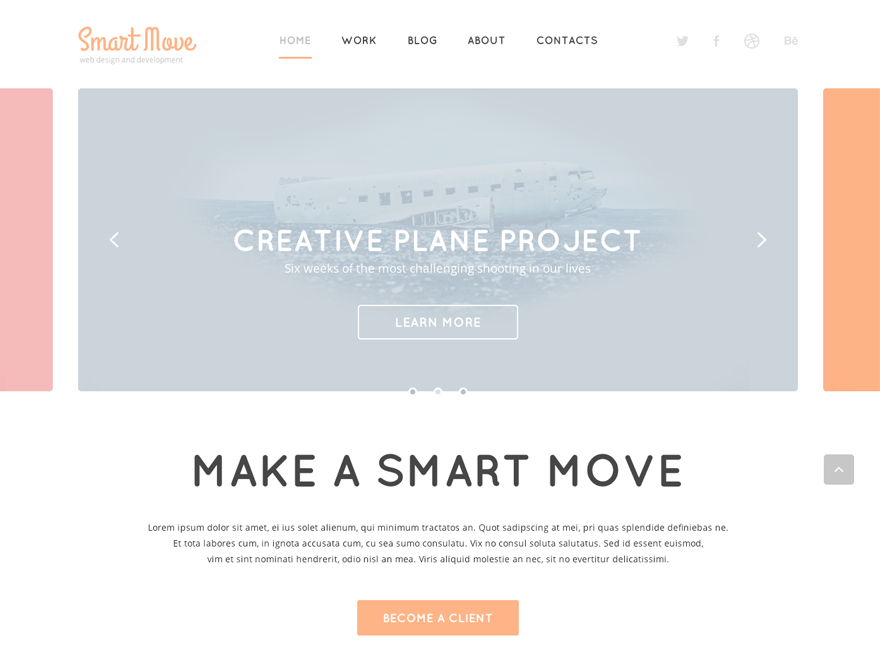 Smart Move
web design and development
HOME WORK BLOG ABOUT CONTACTS
Bē
CREATIVE PLANE PROJECT
Six weeks of the most challenging shooting in our lives
LEARN MORE
MAKE A SMART MOVE
Lorem ipsum dolor sit amet, ei ius solet alienum, qui minimum tractatos an. Quot sadipscing at mei, pri quas splendide definiebas ne.
Et tota labores cum, in ignota accusata cum, cu sea sumo consulatu. Vix no consul soluta salutatus. Sed id essent euismod,
vim et sint nominati hendrerit, odio nisl an mea. Viris aliquid molestie an nec, sit no evertitur delicatissimi.
BECOME A CLIENT